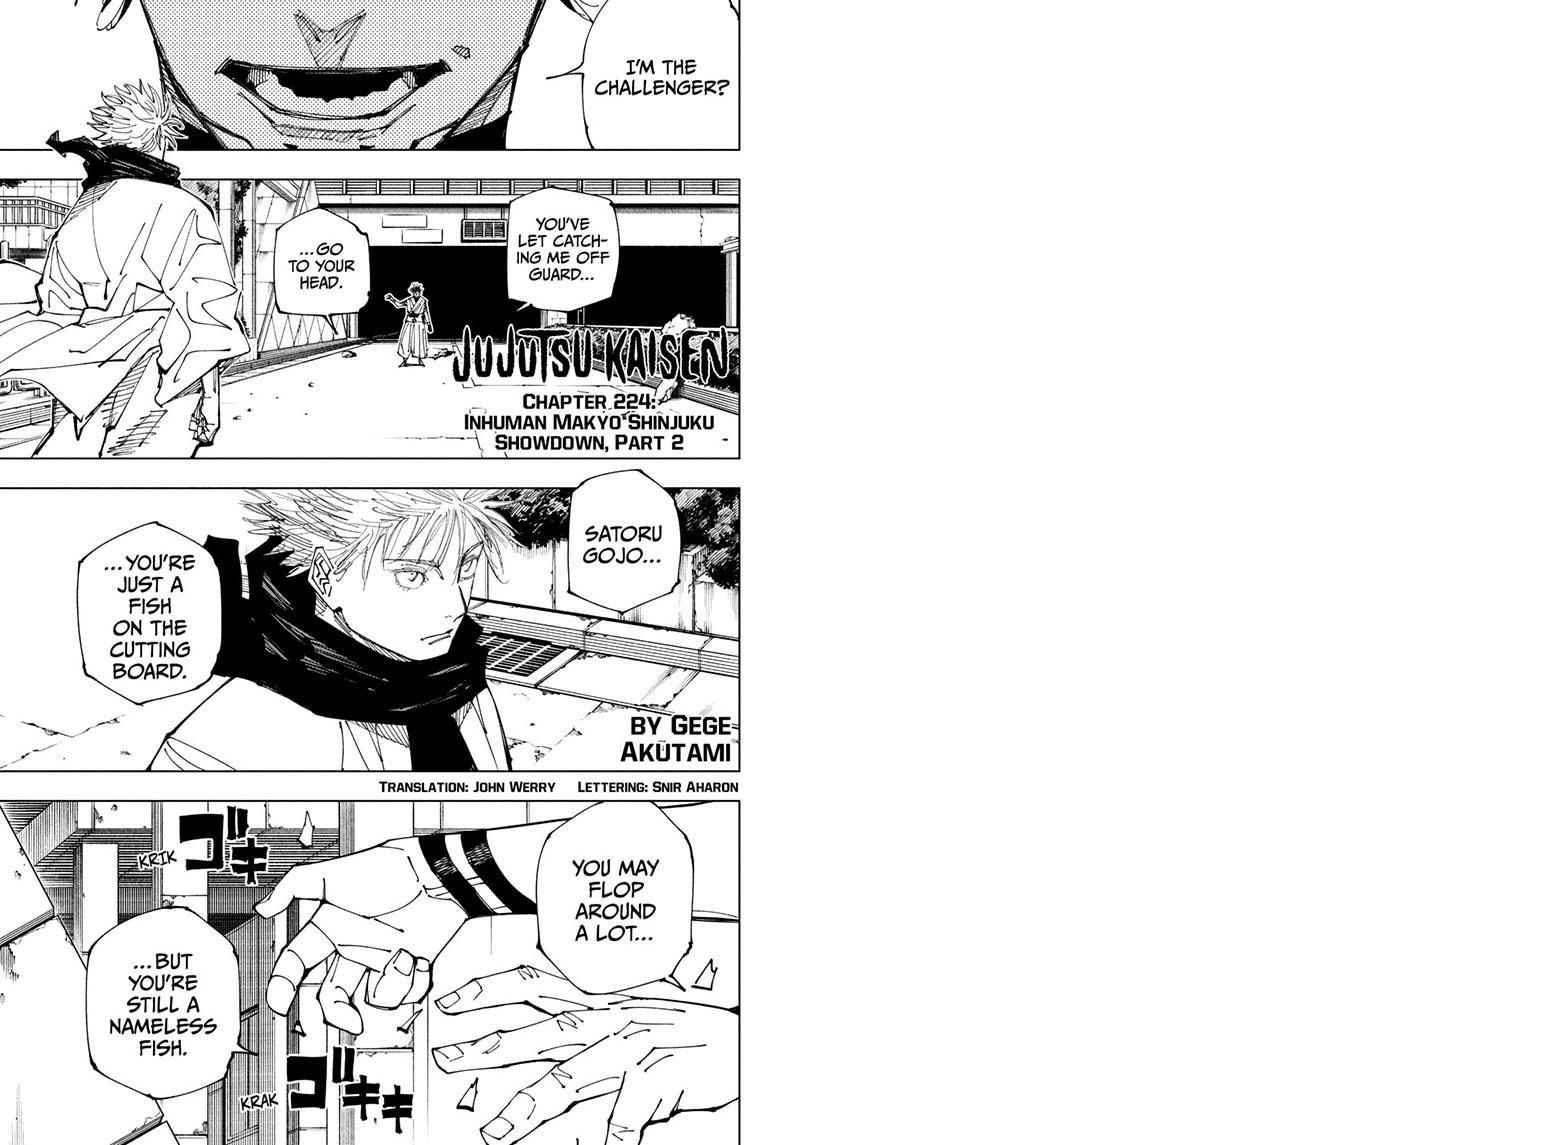 I'M THE
CHALLENGER?
YOU'VE
LET CATCH-
ING ME OFF
GUARD...
...GO
TO YOUR
HEAD.
JUJUTSU KAISEN
CHAPTER 224:
INHUMAN MAKYO SHINJUKU
SHOWDOWN, PART 2
SATORU
GOJO...
...YOU'RE
JUST A
FISH
ON THE
CUTTING
BOARD.
BY GEGE
AKUTAMI
TRANSLATION: JOHN WERRY LETTERING: SNIR AHARON
YOU MAY
FLOP
AROUND
A LOT...
ゴキ
KRIK
...BUT
YOU'RE
STILL A
NAMELESS
FISH.
ゴキキ
KRAK